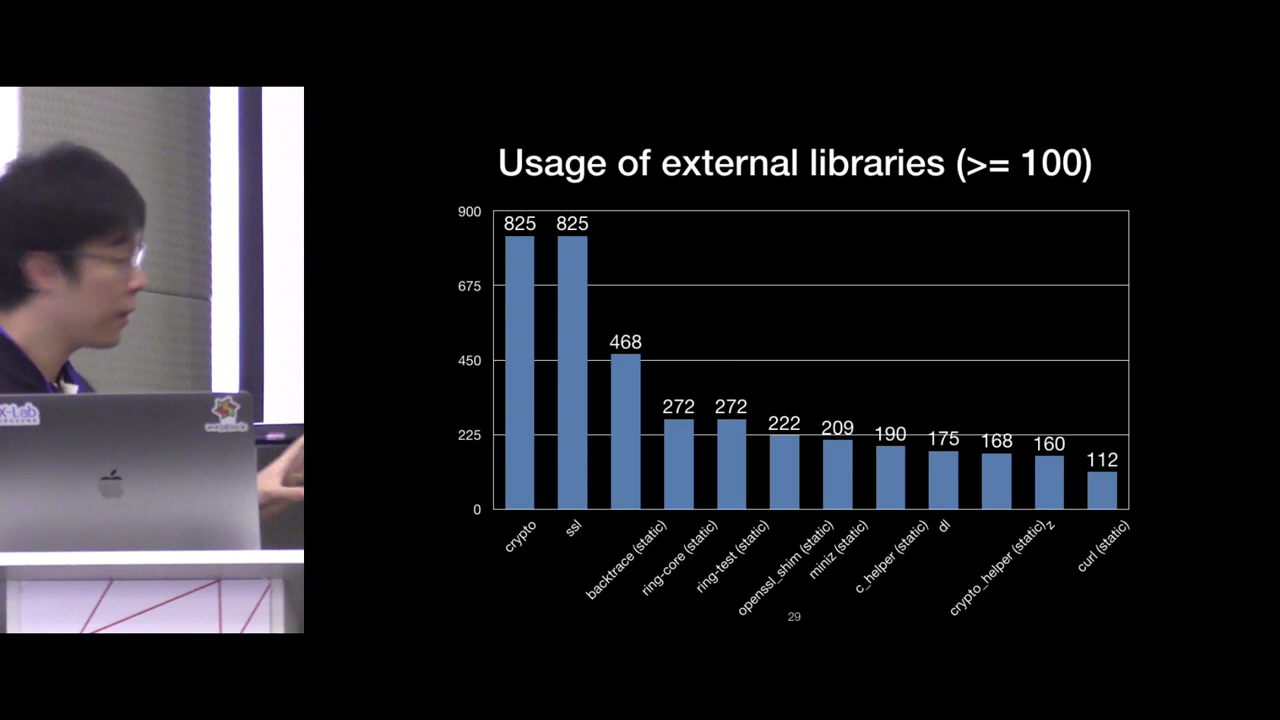 Usage of external libraries (>= 100)
900
675
450
225
0
825
825
468
272
272
222
209
190
175
168
160
112
crypto
ssl
backtrace (static)
ring-core (static)
ring-test (static)
openssl_shim (static)
miniz (static)
c_helper (static)
dl
crypto_helper (static)
z
curl (static)
29
x-Lab